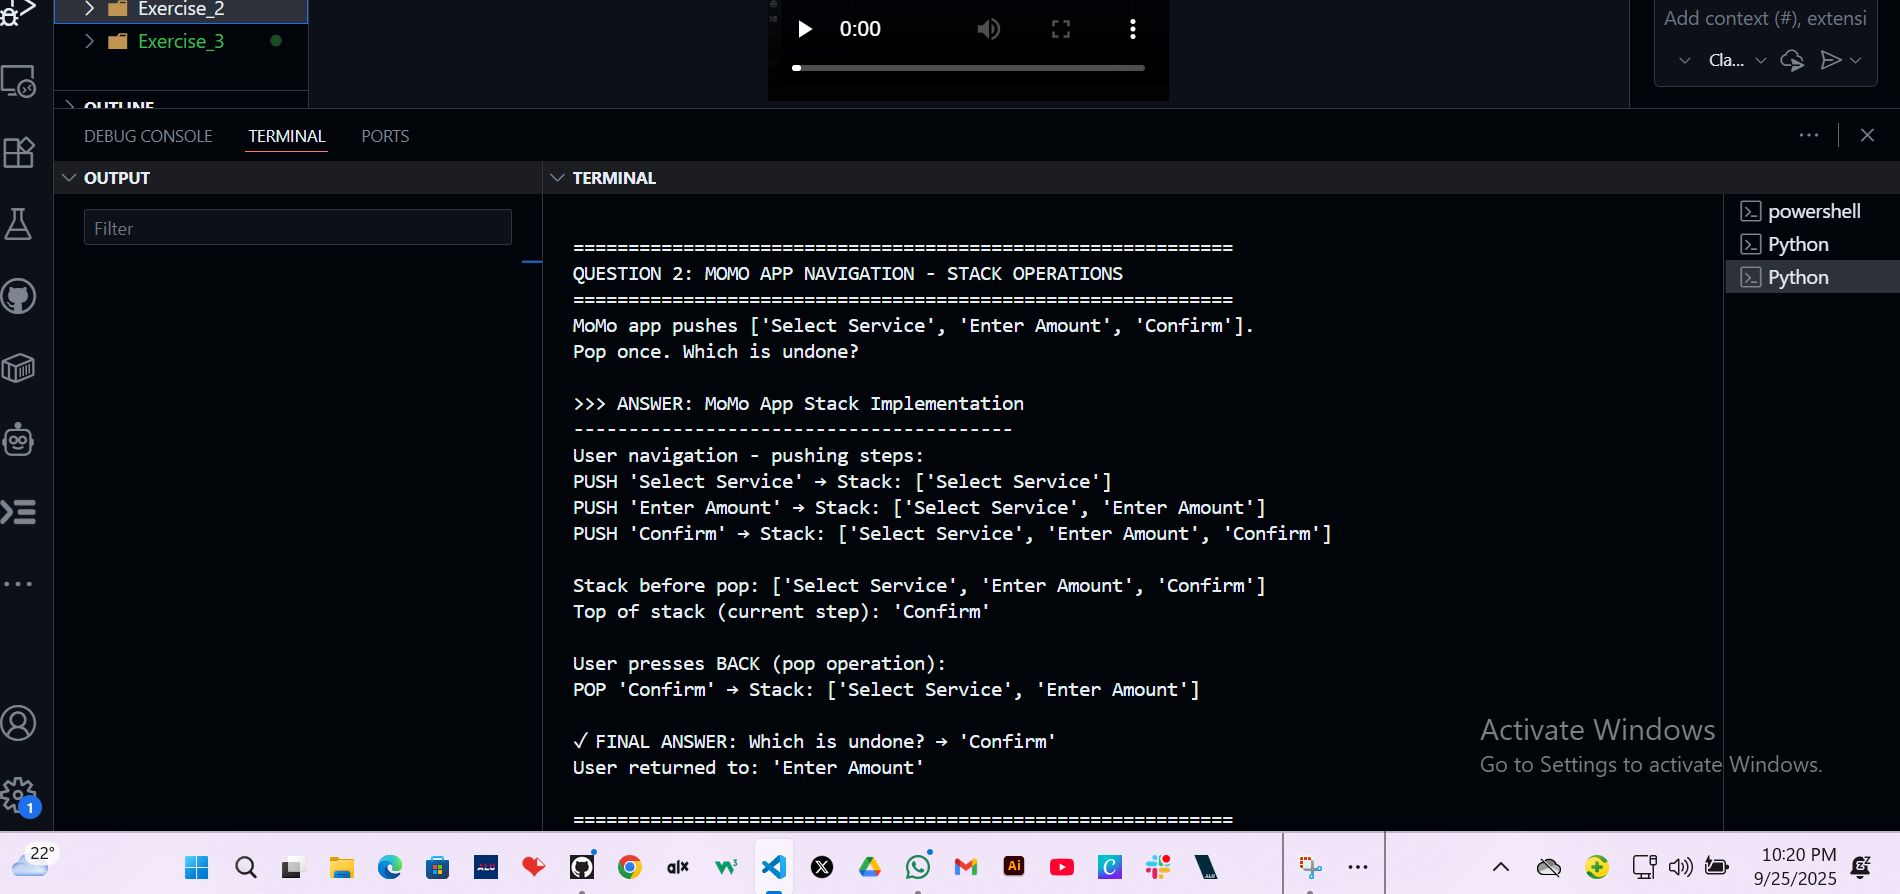 Exercise_2
Exercise_3
OUTLINE
0:00
Add context (#), extensi
Cla...
DEBUG CONSOLE
TERMINAL
PORTS
OUTPUT
TERMINAL
Filter
powershell
Python
Python
============================================================
QUESTION 2: MOMO APP NAVIGATION - STACK OPERATIONS
============================================================
MoMo app pushes ['Select Service', 'Enter Amount', 'Confirm'].
Pop once. Which is undone?
>>> ANSWER: MoMo App Stack Implementation
----------------------------------------
User navigation - pushing steps:
PUSH 'Select Service' → Stack: ['Select Service']
PUSH 'Enter Amount' → Stack: ['Select Service', 'Enter Amount']
PUSH 'Confirm' → Stack: ['Select Service', 'Enter Amount', 'Confirm']
Stack before pop: ['Select Service', 'Enter Amount', 'Confirm']
Top of stack (current step): 'Confirm'
User presses BACK (pop operation):
POP 'Confirm' → Stack: ['Select Service', 'Enter Amount']
✓ FINAL ANSWER: Which is undone? → 'Confirm'
User returned to: 'Enter Amount'
============================================================
Activate Windows
Go to Settings to activate Windows.
1
22°
ALU
alx
w3
Ai
C
ALU
10:20 PM
9/25/2025